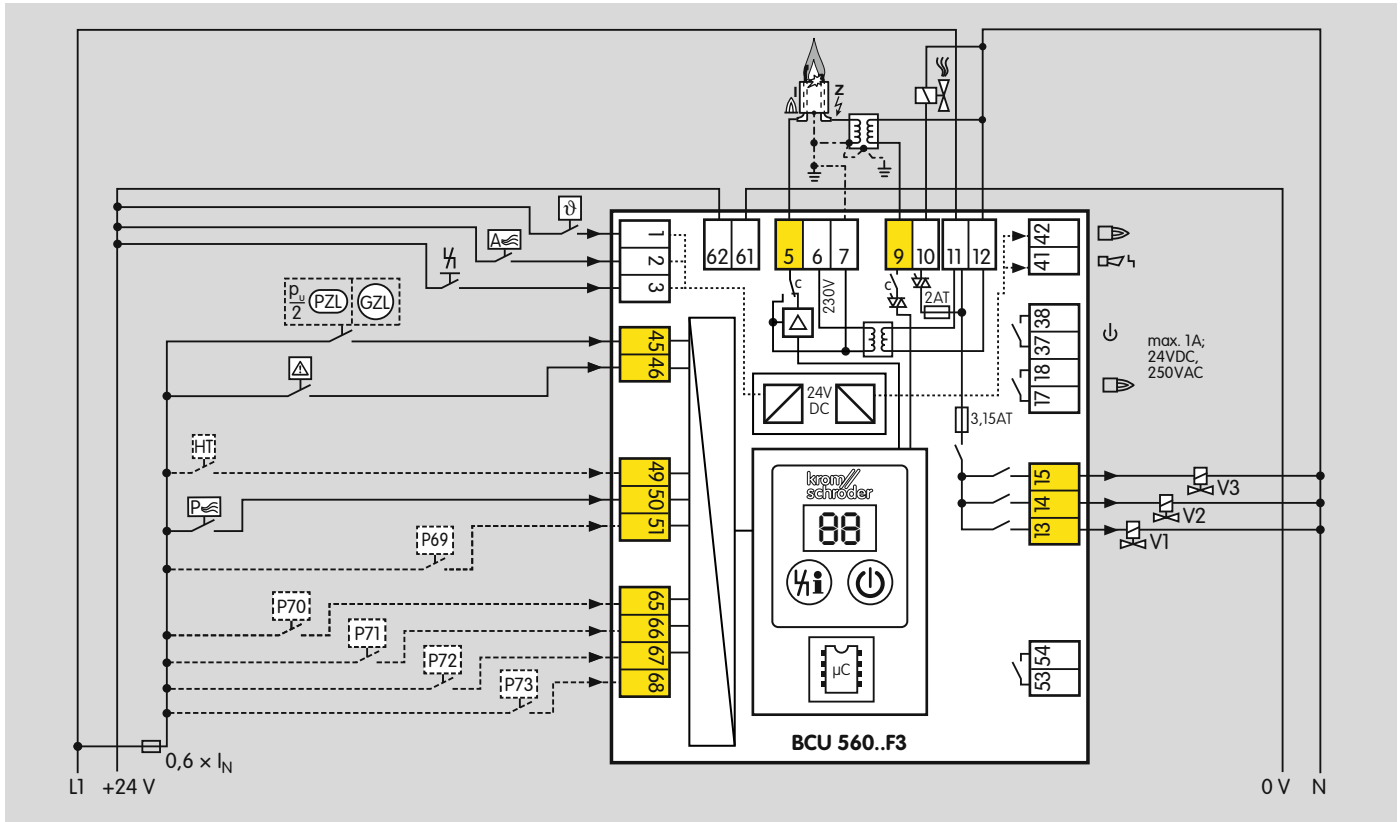 I
Z
ϑ
A
1
2
3
62 61
5 6 7
9 10 11 12
42
41
pu
2
PZL
GZL
c
230V
c
2AT
38
37
18
17
max. 1A;
24VDC,
250VAC
45
46
24V
DC
3,15AT
HT
49
50
51
P
P69
krom//
schröder
88
i
15
14
13
V3
V2
V1
P70
P71
P72
P73
65
66
67
68
µC
54
53
BCU 560..F3
0,6 × IN
L1 +24 V
0 V N